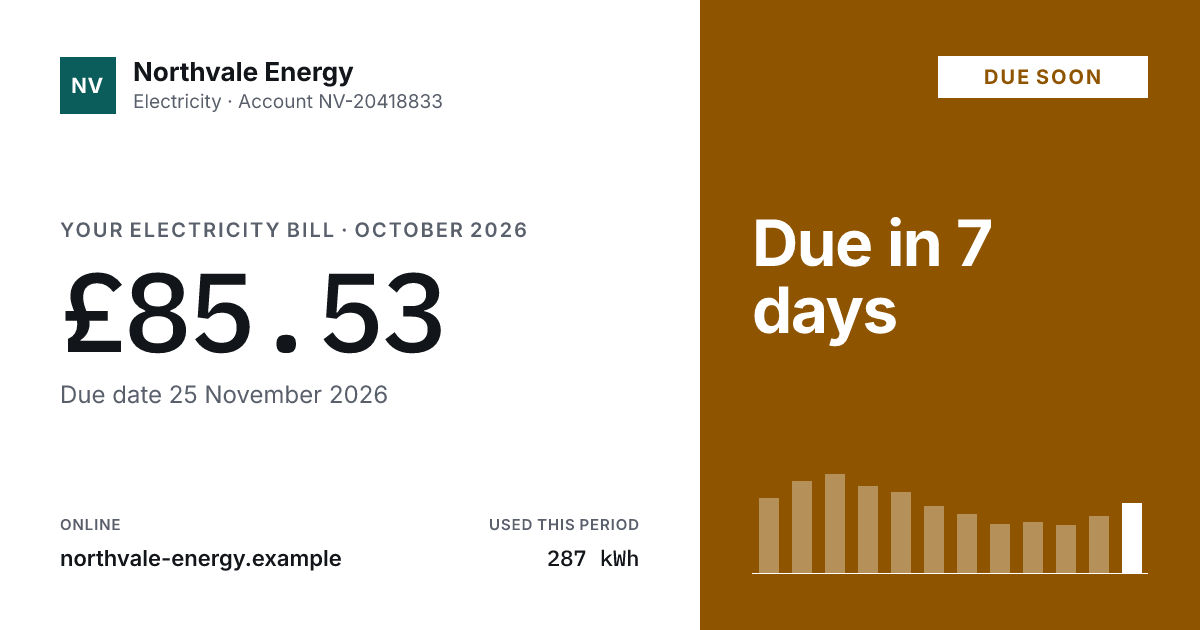 NV
Northvale Energy
Electricity · Account NV-20418833
YOUR ELECTRICITY BILL · OCTOBER 2026
£85.53
Due date 25 November 2026
ONLINE
northvale-energy.example
USED THIS PERIOD
287 kWh
DUE SOON
Due in 7
days